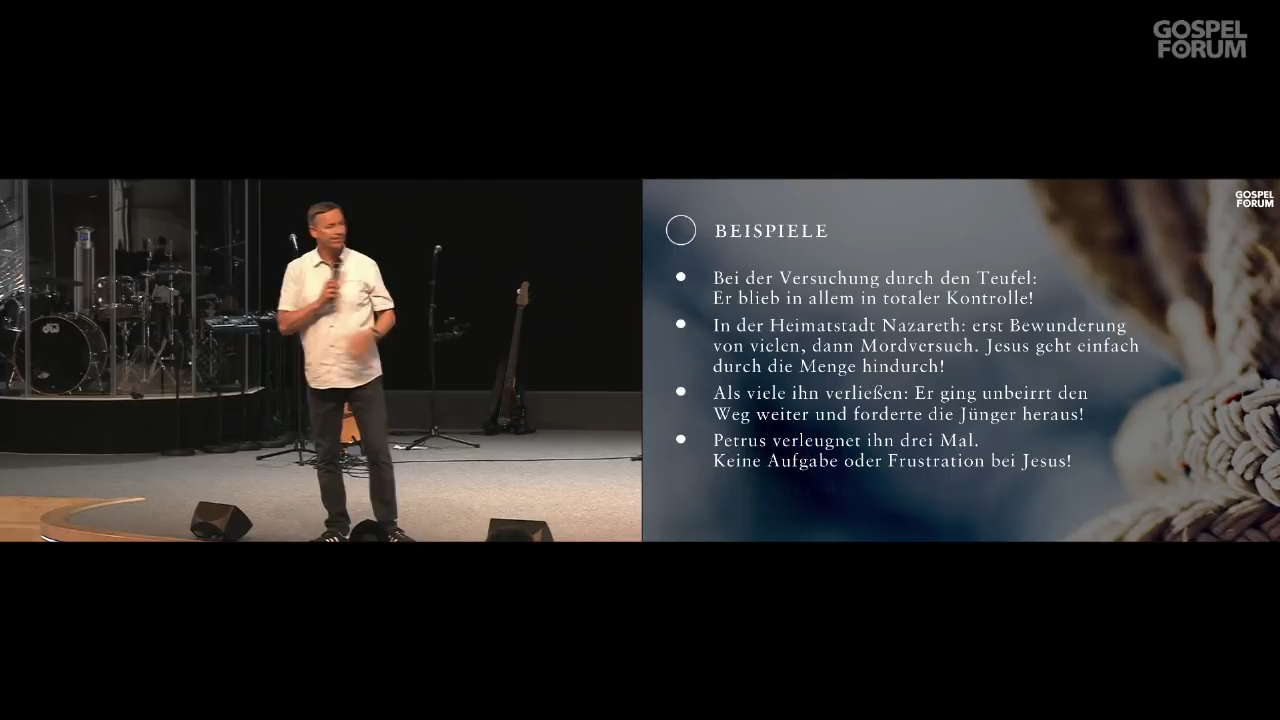 GOSPEL
FORUM
GOSPEL
FORUM
BEISPIELE
Bei der Versuchung durch den Teufel:
Er blieb in allem in totaler Kontrolle!
In der Heimatstadt Nazareth: erst Bewunderung
von vielen, dann Mordversuch. Jesus geht einfach
durch die Menge hindurch!
Als viele ihn verließen: Er ging unbeirrt den
Weg weiter und forderte die Jünger heraus!
Petrus verleugnet ihn drei Mal.
Keine Aufgabe oder Frustration bei Jesus!